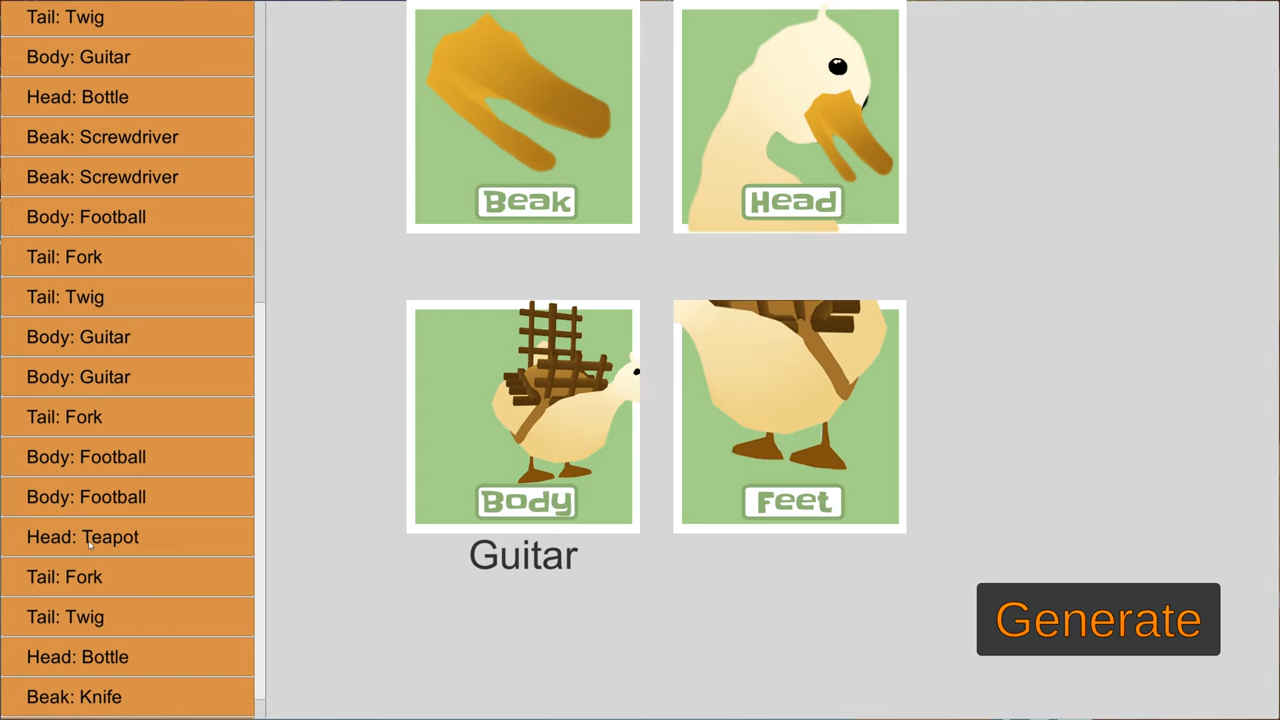 Tail: Twig
Body: Guitar
Head: Bottle
Beak: Screwdriver
Beak: Screwdriver
Body: Football
Tail: Fork
Tail: Twig
Body: Guitar
Body: Guitar
Tail: Fork
Body: Football
Body: Football
Head: Teapot
Tail: Fork
Tail: Twig
Head: Bottle
Beak: Knife
Beak
Head
Body
Feet
Guitar
Generate